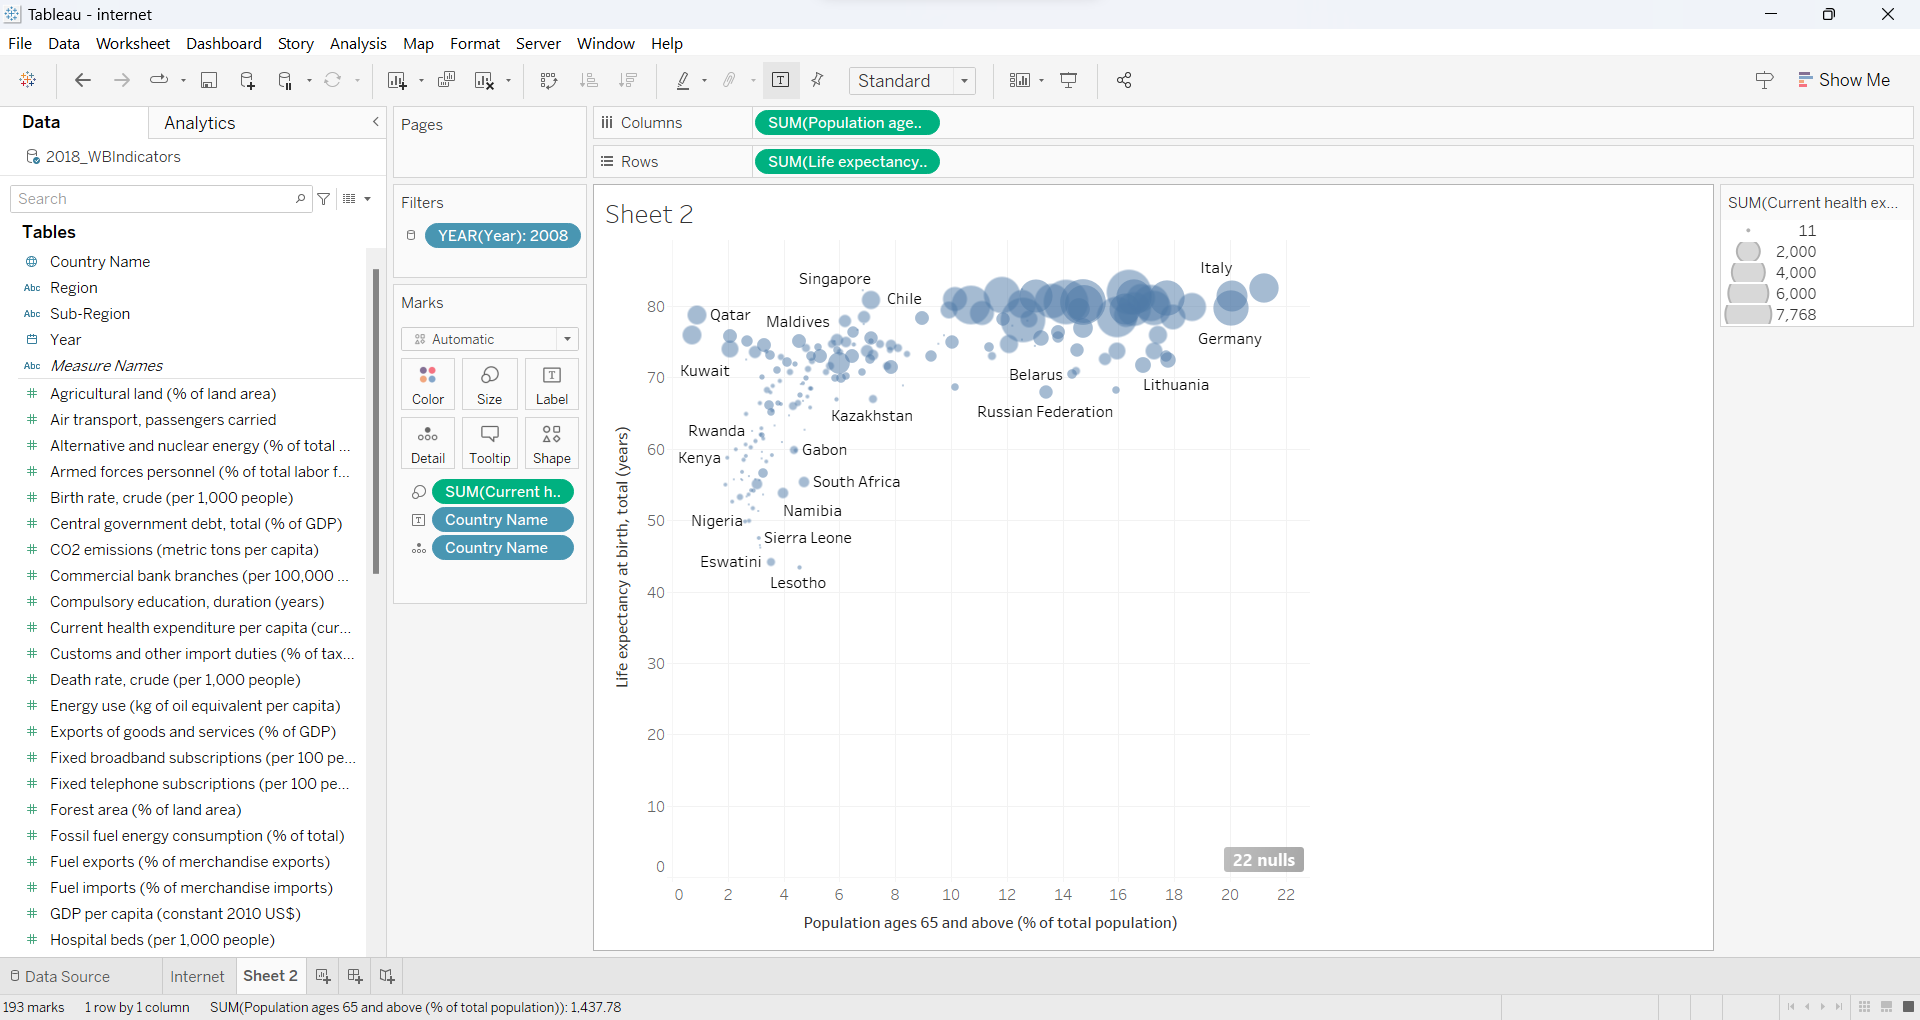 Tableau - internet
File Data Worksheet Dashboard Story Analysis Map Format Server Window Help
Standard
Show Me
Data
Analytics
2018_WBIndicators
Search
Tables
Country Name
Abc Region
Abc Sub-Region
Year
Abc Measure Names
Agricultural land (% of land area)
Air transport, passengers carried
Alternative and nuclear energy (% of total ...
Armed forces personnel (% of total labor f...
Birth rate, crude (per 1,000 people)
Central government debt, total (% of GDP)
CO2 emissions (metric tons per capita)
Commercial bank branches (per 100,000 ...
Compulsory education, duration (years)
Current health expenditure per capita (cur...
Customs and other import duties (% of tax...
Death rate, crude (per 1,000 people)
Energy use (kg of oil equivalent per capita)
Exports of goods and services (% of GDP)
Fixed broadband subscriptions (per 100 pe...
Fixed telephone subscriptions (per 100 pe...
Forest area (% of land area)
Fossil fuel energy consumption (% of total)
Fuel exports (% of merchandise exports)
Fuel imports (% of merchandise imports)
GDP per capita (constant 2010 US$)
Hospital beds (per 1,000 people)
Pages
Filters
YEAR(Year): 2008
Marks
Automatic
Color Size Label
Detail Tooltip Shape
SUM(Current h..
Country Name
Country Name
Columns
SUM(Population age..
Rows
SUM(Life expectancy..
Sheet 2
Life expectancy at birth, total (years)
80
70
60
50
40
30
20
10
0
Singapore
Italy
Chile
Qatar
Maldives
Germany
Kuwait
Belarus
Lithuania
Kazakhstan
Russian Federation
Rwanda
Gabon
Kenya
South Africa
Namibia
Nigeria
Sierra Leone
Eswatini
Lesotho
22 nulls
0 2 4 6 8 10 12 14 16 18 20 22
Population ages 65 and above (% of total population)
SUM(Current health ex...
11
2,000
4,000
6,000
7,768
Data Source
Internet
Sheet 2
193 marks 1 row by 1 column SUM(Population ages 65 and above (% of total population)): 1,437.78